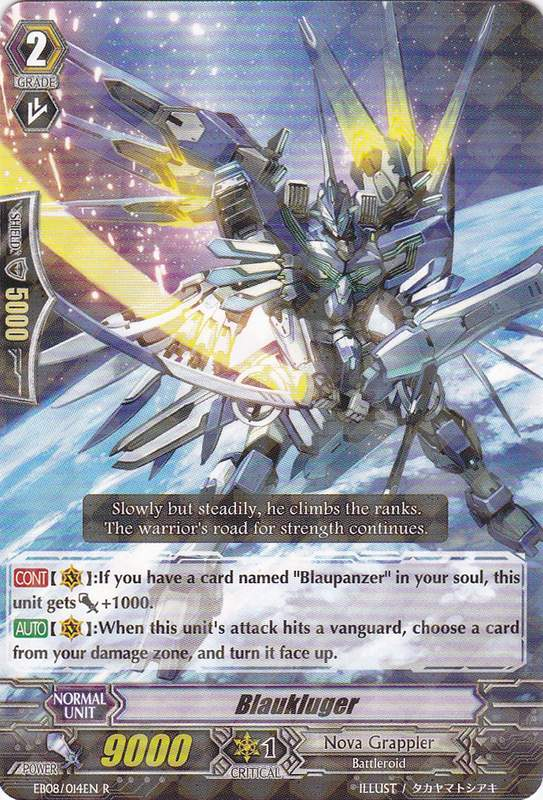 2
GRADE
SHIELD
5000
Slowly but steadily, he climbs the ranks.
The warrior's road for strength continues.
CONT【 】:If you have a card named "Blaupanzer" in your soul, this
unit gets +1000.
AUTO【 】:When this unit's attack hits a vanguard, choose a card
from your damage zone, and turn it face up.
NORMAL
UNIT
Blaukluger
POWER
9000
1
CRITICAL
Nova Grappler
Battleroid
EB08/014EN R
ILLUST / タカヤマトシアキ